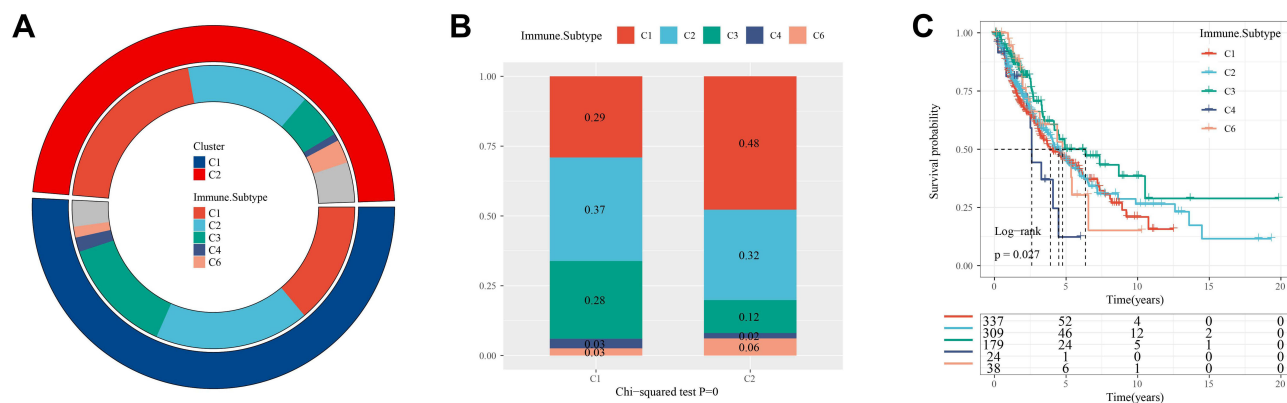 A
Cluster
C1
C2
Immune.Subtype
C1
C2
C3
C4
C6
B
Immune.Subtype C1 C2 C3 C4 C6
1.00
0.75
0.50
0.25
0.00
0.29
0.37
0.28
0.03
0.03
0.48
0.32
0.12
0.02
0.06
C1 C2
Chi−squared test P=0
C
Survival probability
1.00
0.75
0.50
0.25
0.00
Immune.Subtype
C1
C2
C3
C4
C6
Log−rank
p = 0.027
0 5 10 15 20
Time(years)
337 52 4 0 0
309 46 12 2 0
179 24 5 1 0
24 1 0 0 0
38 6 1 0 0
0 5 10 15 20
Time(years)